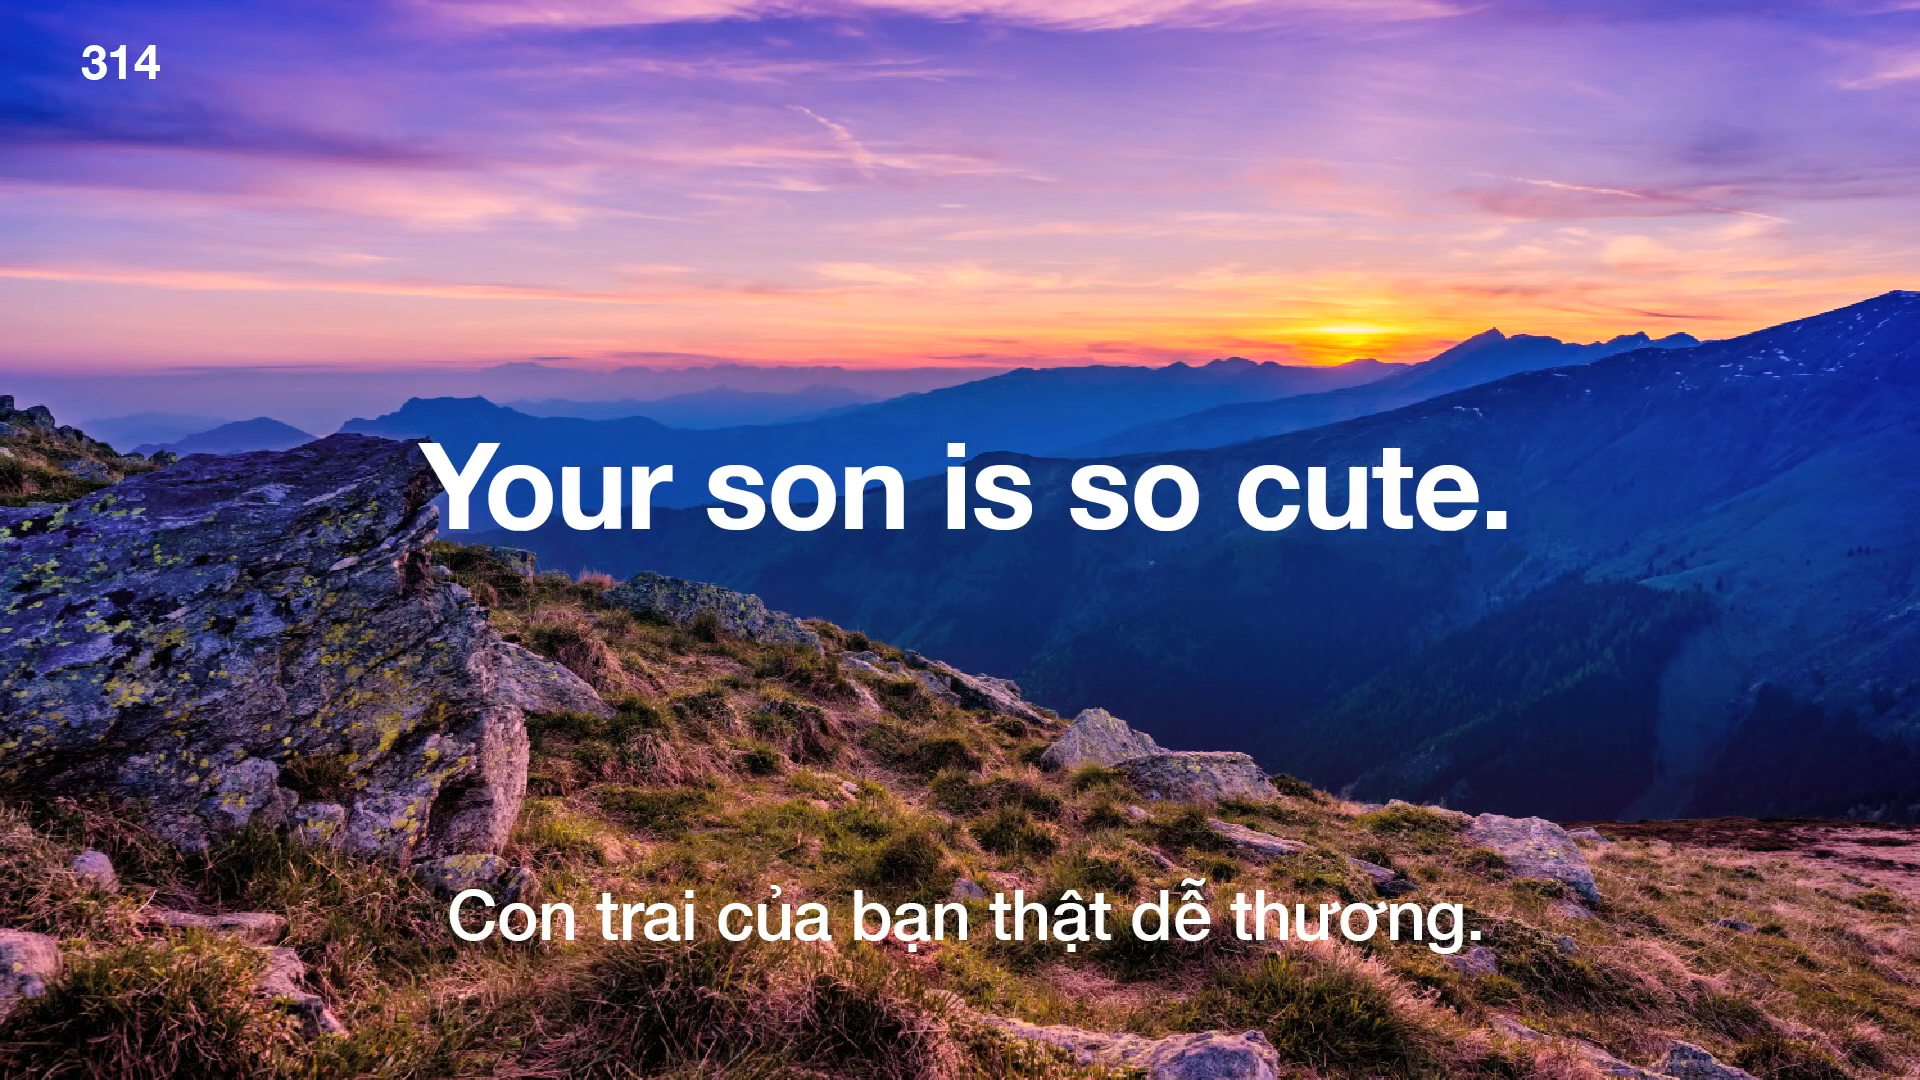 314
Your son is so cute.
Con trai của bạn thật dễ thương.